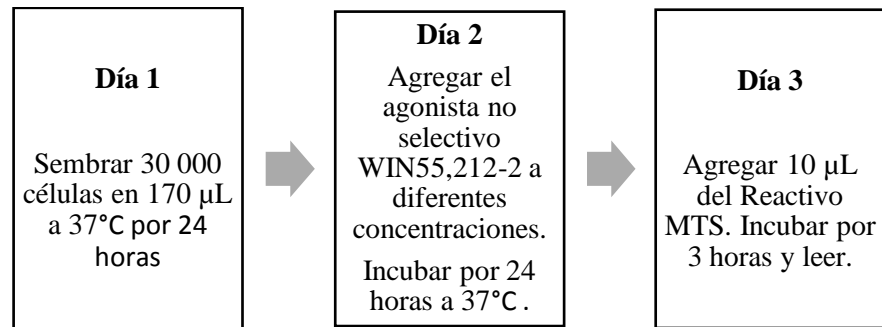 Día 1
Sembrar 30 000
células en 170 µL
a 37°C por 24
horas
Día 2
Agregar el
agonista no
selectivo
WIN55,212-2 a
diferentes
concentraciones.
Incubar por 24
horas a 37°C .
Día 3
Agregar 10 µL
del Reactivo
MTS. Incubar por
3 horas y leer.